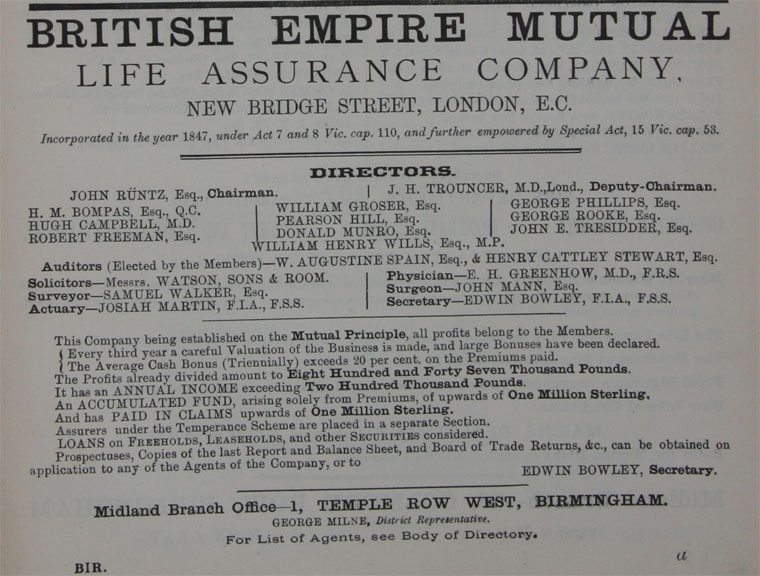 BRITISH EMPIRE MUTUAL
LIFE ASSURANCE COMPANY,
NEW BRIDGE STREET, LONDON, E.C.
Incorporated in the year 1847, under Act 7 and 8 Vic. cap. 110, and further empowered by Special Act, 15 Vic. cap. 53.
DIRECTORS.
JOHN RÜNTZ, Esq., Chairman. | J. H. TROUNCER, M.D.,Lond., Deputy-Chairman.
H. M. BOMPAS, Esq., Q.C. | WILLIAM GROSER, Esq. | GEORGE PHILLIPS, Esq.
HUGH CAMPBELL, M.D. | PEARSON HILL, Esq. | GEORGE ROOKE, Esq.
ROBERT FREEMAN, Esq. | DONALD MUNRO, Esq. | JOHN E. TRESIDDER, Esq.
WILLIAM HENRY WILLS, Esq., M.P.
Auditors (Elected by the Members)—W. AUGUSTINE SPAIN, Esq., & HENRY CATTLEY STEWART, Esq.
Solicitors—Messrs. WATSON, SONS & ROOM. | Physician—E. H. GREENHOW, M.D., F.R.S.
Surveyor—SAMUEL WALKER, Esq. | Surgeon—JOHN MANN, Esq.
Actuary—JOSIAH MARTIN, F.I.A., F.S.S. | Secretary—EDWIN BOWLEY, F.I.A., F.S.S.
This Company being established on the Mutual Principle, all profits belong to the Members.
{ Every third year a careful Valuation of the Business is made, and large Bonuses have been declared.
{ The Average Cash Bonus (Triennially) exceeds 20 per cent. on the Premiums paid.
The Profits already divided amount to Eight Hundred and Forty Seven Thousand Pounds.
It has an ANNUAL INCOME exceeding Two Hundred Thousand Pounds.
An ACCUMULATED FUND, arising solely from Premiums, of upwards of One Million Sterling,
And has PAID IN CLAIMS upwards of One Million Sterling.
Assurers under the Temperance Scheme are placed in a separate Section.
LOANS on FREEHOLDS, LEASEHOLDS, and other SECURITIES considered.
Prospectuses, Copies of the last Report and Balance Sheet, and Board of Trade Returns, &c., can be obtained on
application to any of the Agents of the Company, or to EDWIN BOWLEY, Secretary.
Midland Branch Office—1, TEMPLE ROW WEST, BIRMINGHAM.
GEORGE MILNE, District Representative.
For List of Agents, see Body of Directory.
BIR. a